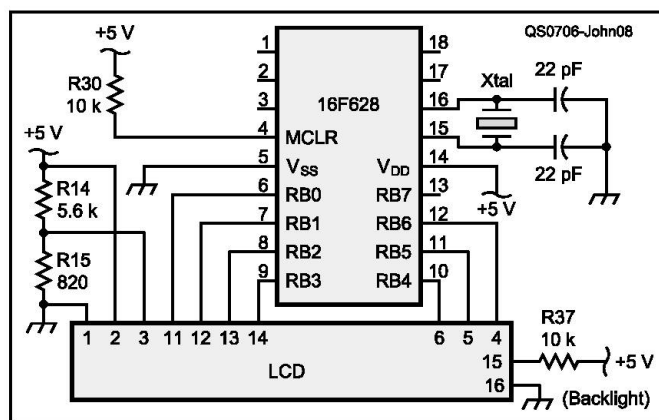 QS0706-John08
+5 V
R30
10 k
+5 V
R14
5.6 k
R15
820
16F628
1
2
3
4 MCLR
5 VSS
6 RB0
7 RB1
8 RB2
9 RB3
18
17
16
15
VDD 14
RB7 13
RB6 12
RB5 11
RB4 10
Xtal
22 pF
22 pF
+5 V
1 2 3 11 12 13 14 6 5 4
LCD
15
16
R37
10 k
+5 V
(Backlight)